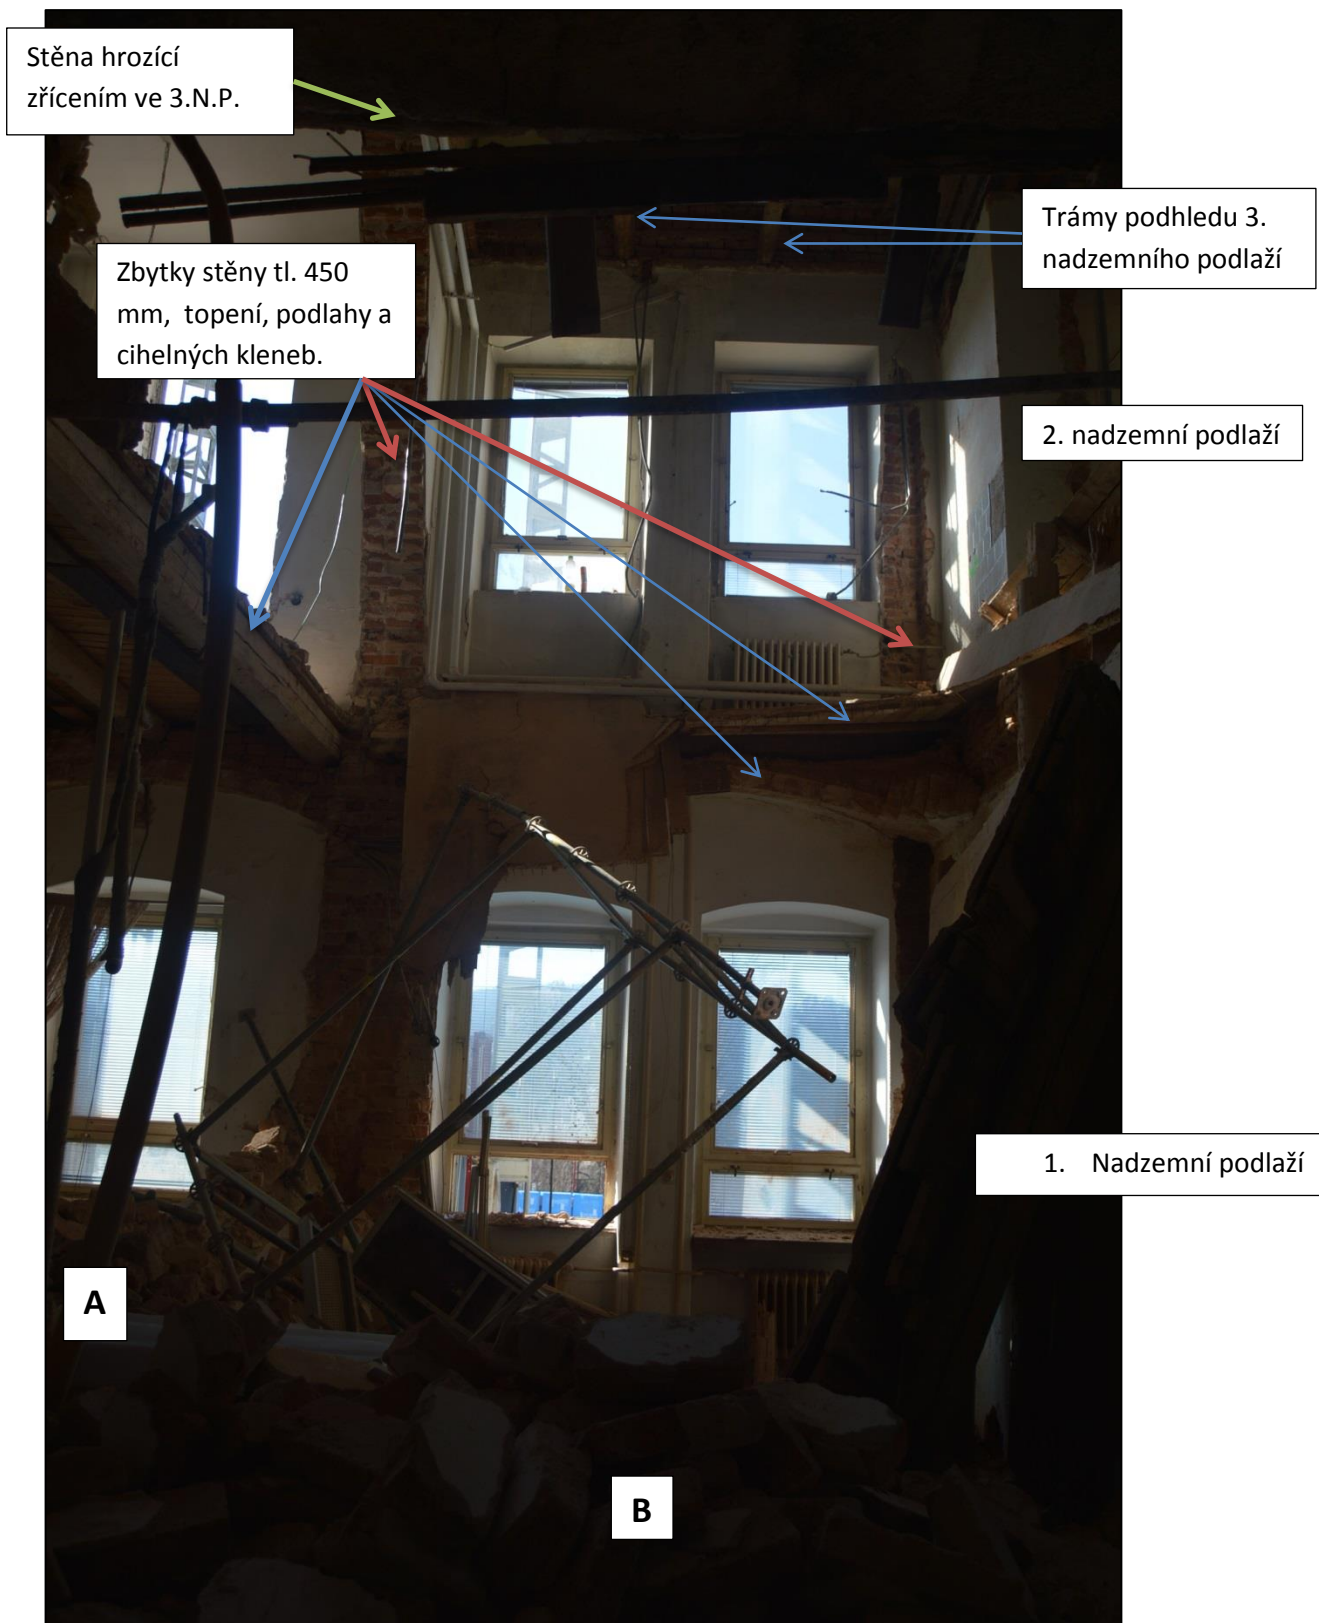 Stěna hrozící
zřícením ve 3.N.P.
Trámy podhledu 3.
nadzemního podlaží
Zbytky stěny tl. 450
mm, topení, podlahy a
cihelných kleneb.
2. nadzemní podlaží
1. Nadzemní podlaží
A
B